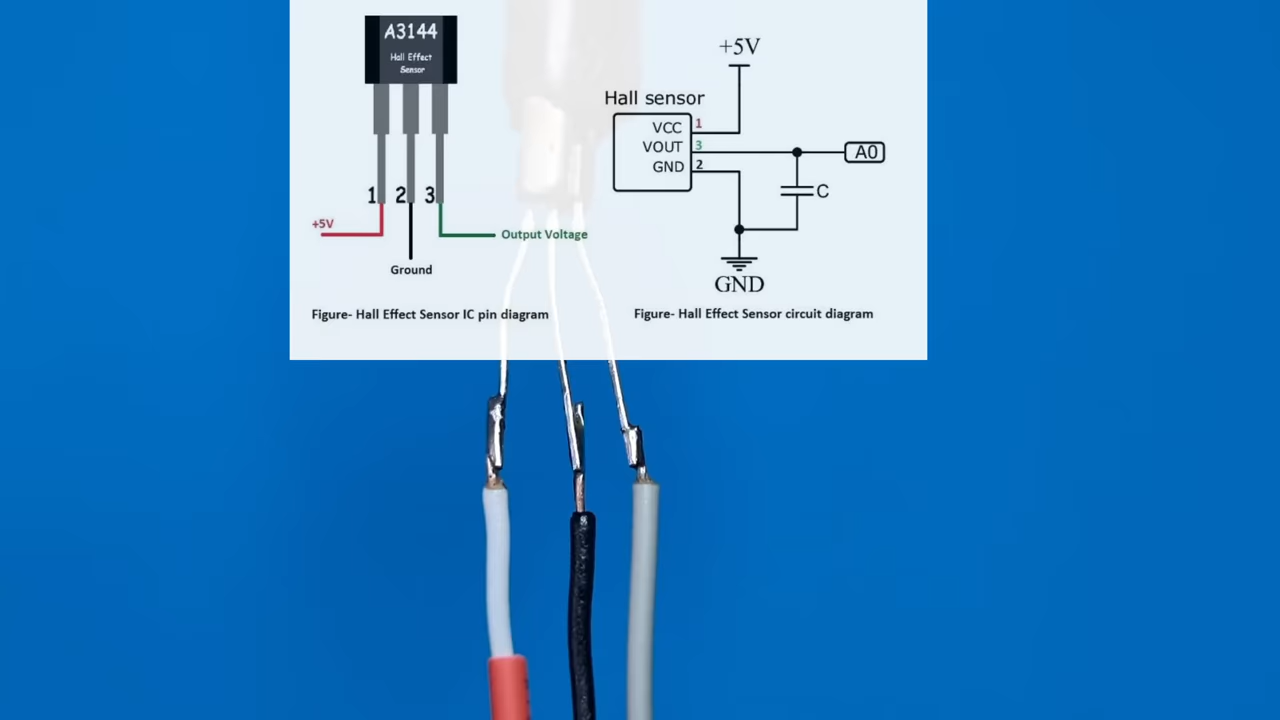 A3144
Hall Effect
Sensor
1 2 3
+5V
Output Voltage
Ground
Figure- Hall Effect Sensor IC pin diagram
+5V
Hall sensor
VCC 1
VOUT 3
GND 2
A0
C
GND
Figure- Hall Effect Sensor circuit diagram